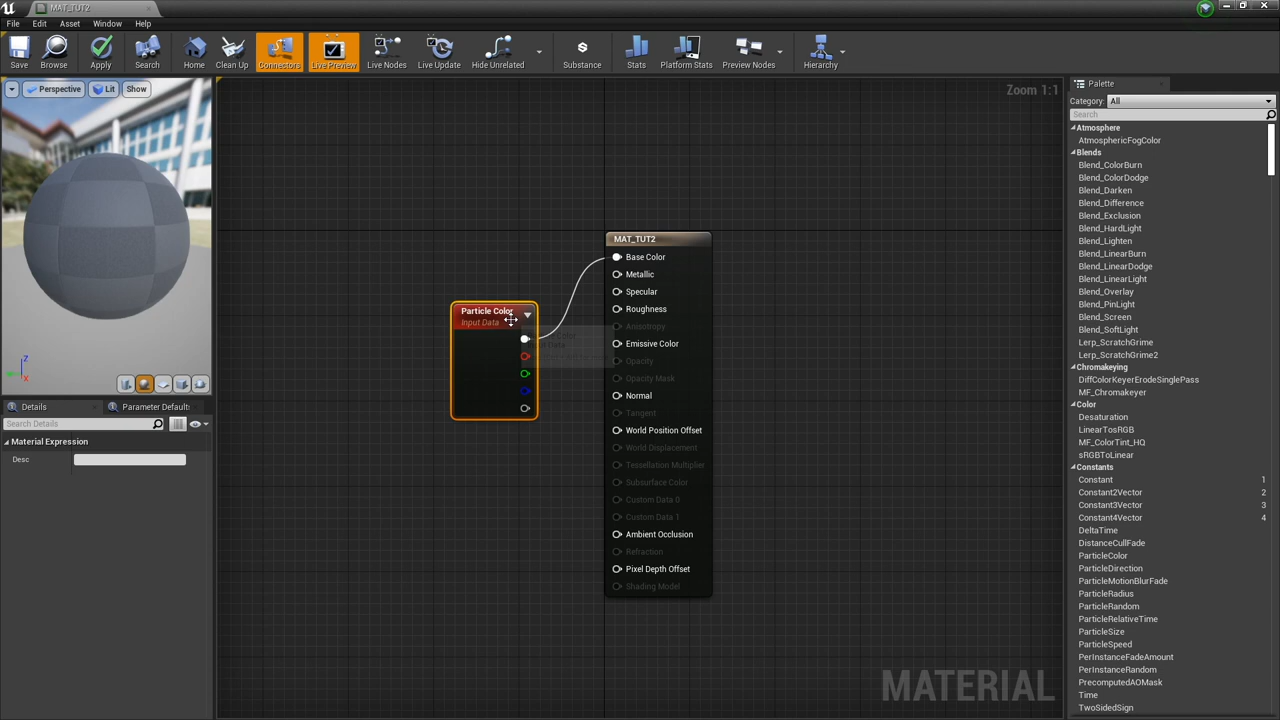 MAT_TUT2
File Edit Asset Window Help
Save Browse Apply Search Home Clean Up Connectors Live Preview Live Nodes Live Update Hide Unrelated Substance Stats Platform Stats Preview Nodes Hierarchy
Perspective Lit Show
Zoom 1:1
Z
Y
X
Details Parameter Default:
Search Details
Material Expression
Desc
Particle Color
Input Data
MAT_TUT2
Base Color
Metallic
Specular
Roughness
Anisotropy
Emissive Color
Opacity
Opacity Mask
Normal
Tangent
World Position Offset
World Displacement
Tessellation Multiplier
Subsurface Color
Custom Data 0
Custom Data 1
Ambient Occlusion
Refraction
Pixel Depth Offset
Shading Model
MATERIAL
Palette
Category: All
Search
Atmosphere
AtmosphericFogColor
Blends
Blend_ColorBurn
Blend_ColorDodge
Blend_Darken
Blend_Difference
Blend_Exclusion
Blend_HardLight
Blend_Lighten
Blend_LinearBurn
Blend_LinearDodge
Blend_LinearLight
Blend_Overlay
Blend_PinLight
Blend_Screen
Blend_SoftLight
Lerp_ScratchGrime
Lerp_ScratchGrime2
Chromakeying
DiffColorKeyerErodeSinglePass
MF_Chromakeyer
Color
Desaturation
LinearTosRGB
MF_ColorTint_HQ
sRGBToLinear
Constants
Constant 1
Constant2Vector 2
Constant3Vector 3
Constant4Vector 4
DeltaTime
DistanceCullFade
ParticleColor
ParticleDirection
ParticleMotionBlurFade
ParticleRadius
ParticleRandom
ParticleRelativeTime
ParticleSize
ParticleSpeed
PerInstanceFadeAmount
PerInstanceRandom
PrecomputedAOMask
Time
TwoSidedSign